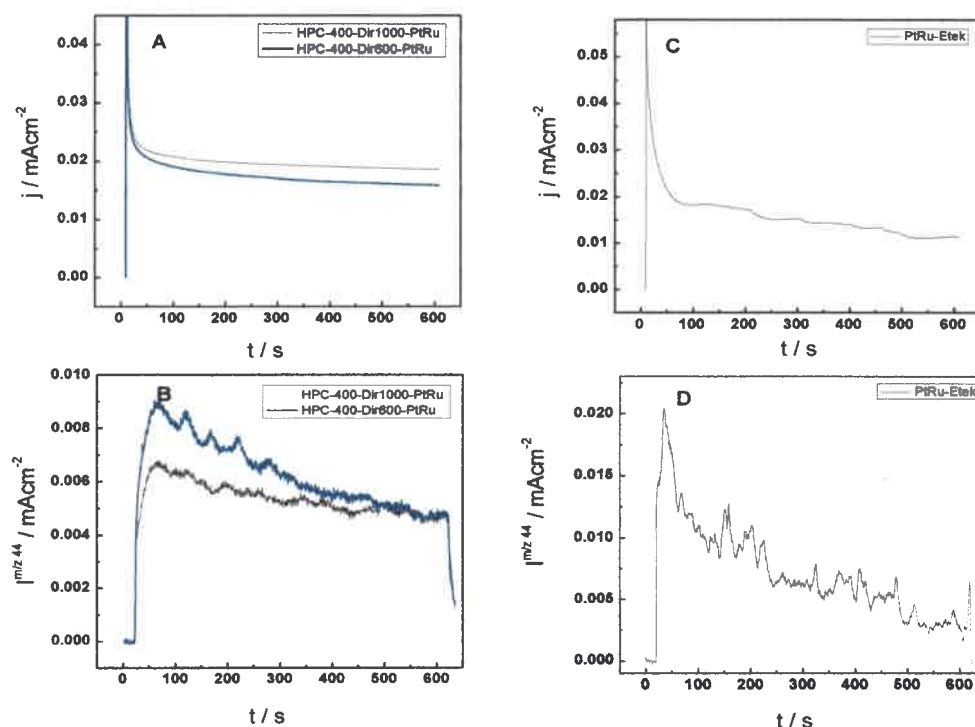 A
HPC-400-Dir1000-PtRu
HPC-400-Dir600-PtRu
0.04
0.03
0.02
0.01
0.00
j / mAcm-2
0 100 200 300 400 500 600
t / s
C
PtRu-Etek
0.05
0.04
0.03
0.02
0.01
0.00
j / mAcm-2
0 100 200 300 400 500 600
t / s
B
HPC-400-Dir1000-PtRu
HPC-400-Dir600-PtRu
0.010
0.008
0.006
0.004
0.002
0.000
I m/z 44 / mAcm-2
0 100 200 300 400 500 600
t / s
D
PtRu-Etek
0.020
0.015
0.010
0.005
0.000
I m/z 44 / mAcm-2
0 100 200 300 400 500 600
t / s